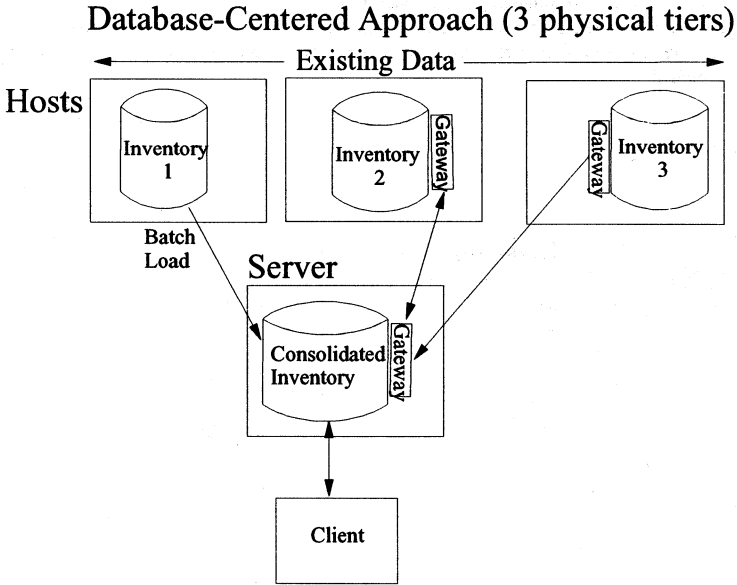 Database-Centered Approach (3 physical tiers)
Existing Data
Hosts
Inventory
1
Inventory
2
Gateway
Gateway
Inventory
3
Batch
Load
Server
Consolidated
Inventory
Gateway
Client